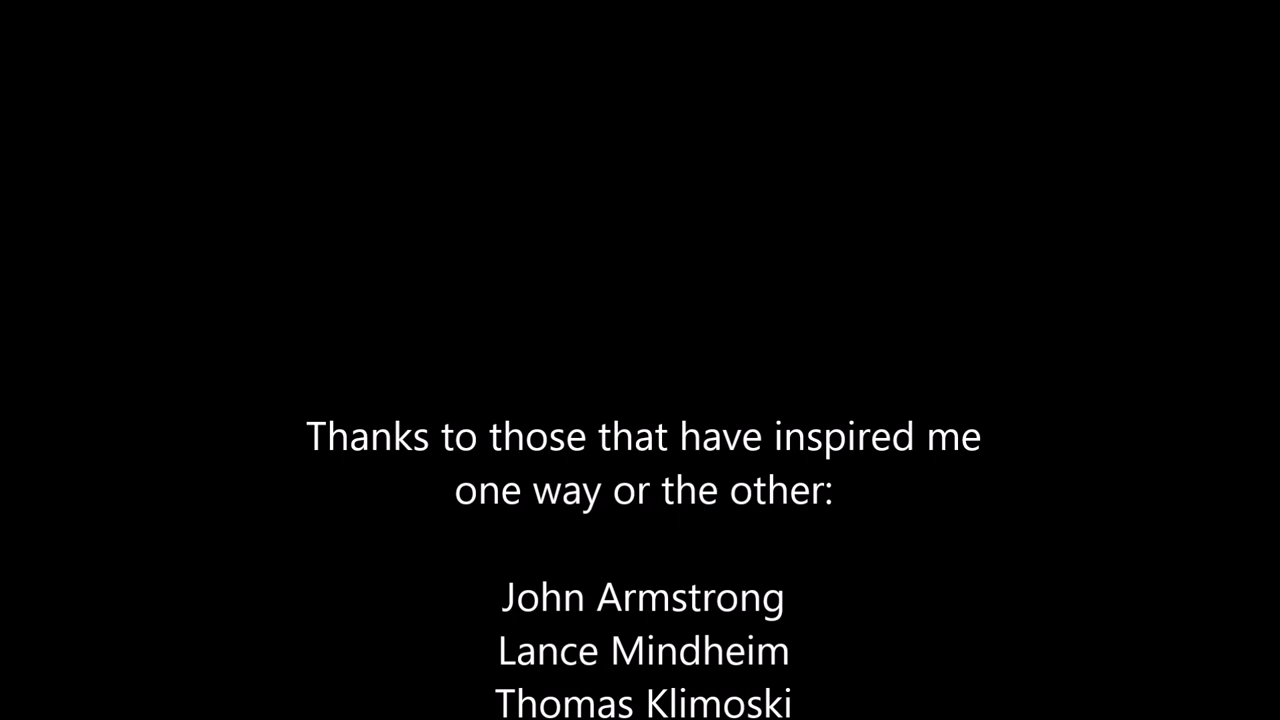 Thanks to those that have inspired me
one way or the other:
John Armstrong
Lance Mindheim
Thomas Klimoski